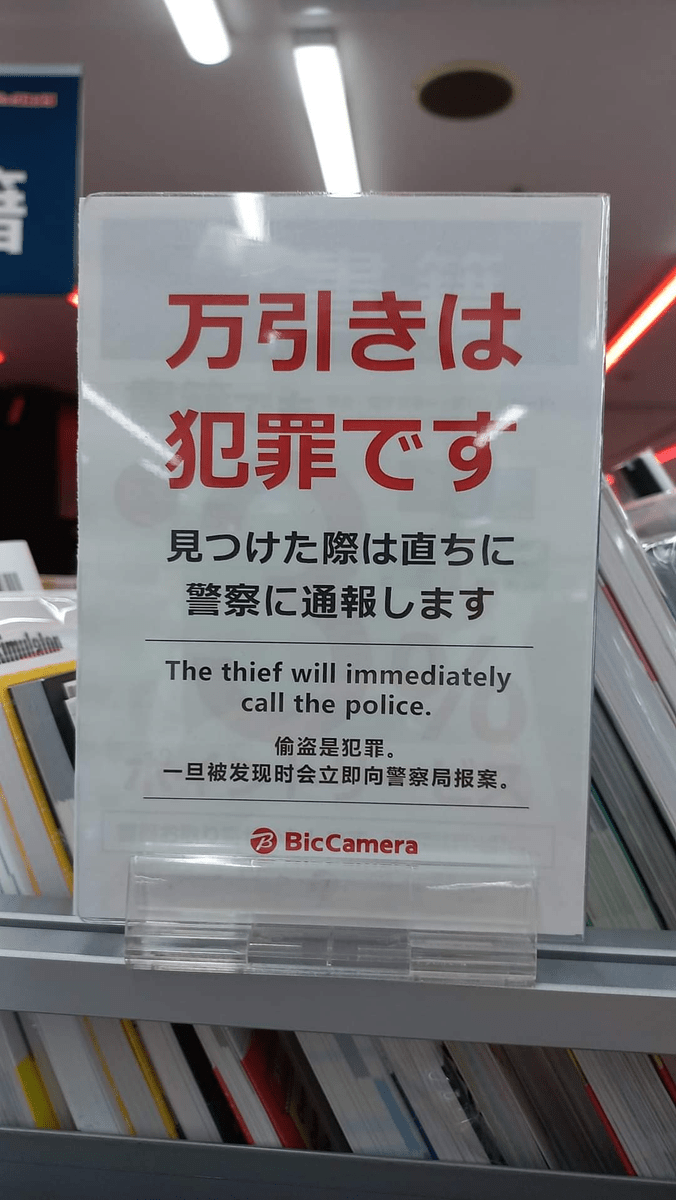 万引きは
犯罪です
見つけた際は直ちに
警察に通報します
The thief will immediately
call the police.
偷盗是犯罪。
一旦被发现时会立即向警察局报案。
BicCamera
籍